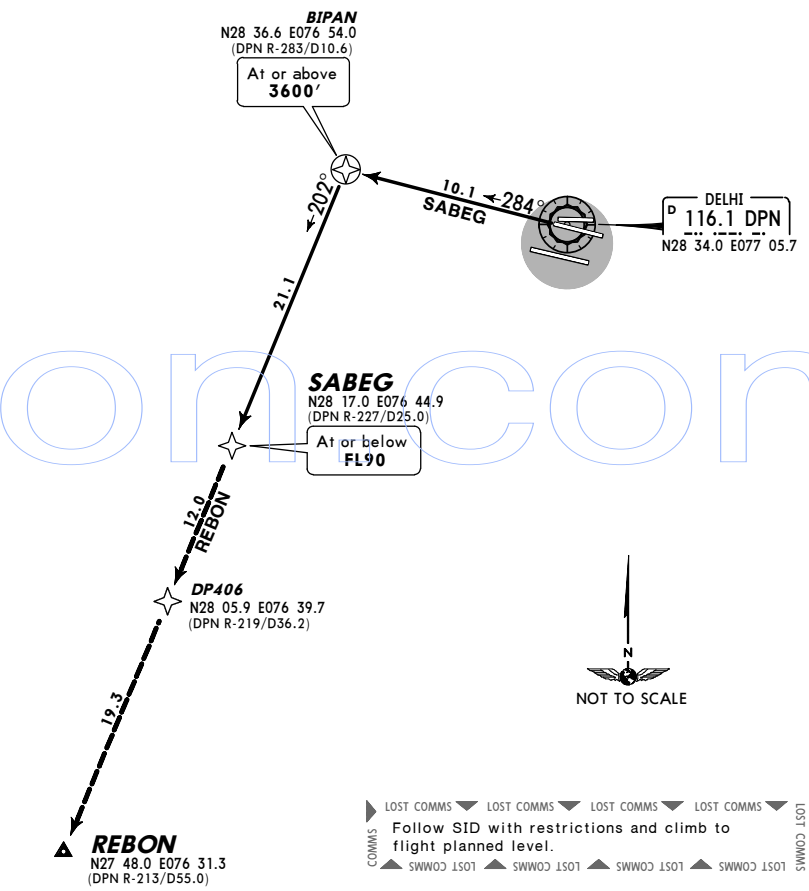 BIPAN
N28 36.6 E076 54.0
(DPN R-283/D10.6)
At or above
3600′
202°
10.1
284°
SABEG
DELHI
D 116.1 DPN
N28 34.0 E077 05.7
21.1
SABEG
N28 17.0 E076 44.9
(DPN R-227/D25.0)
At or below
FL90
on.con
12.0
REBON
DP406
N28 05.9 E076 39.7
(DPN R-219/D36.2)
N
NOT TO SCALE
19.3
REBON
N27 48.0 E076 31.3
(DPN R-213/D55.0)
LOST COMMS LOST COMMS LOST COMMS LOST COMMS
LOST COMMS
Follow SID with restrictions and climb to
flight planned level.
COMMS
LOST COMMS LOST COMMS LOST COMMS LOST COMMS